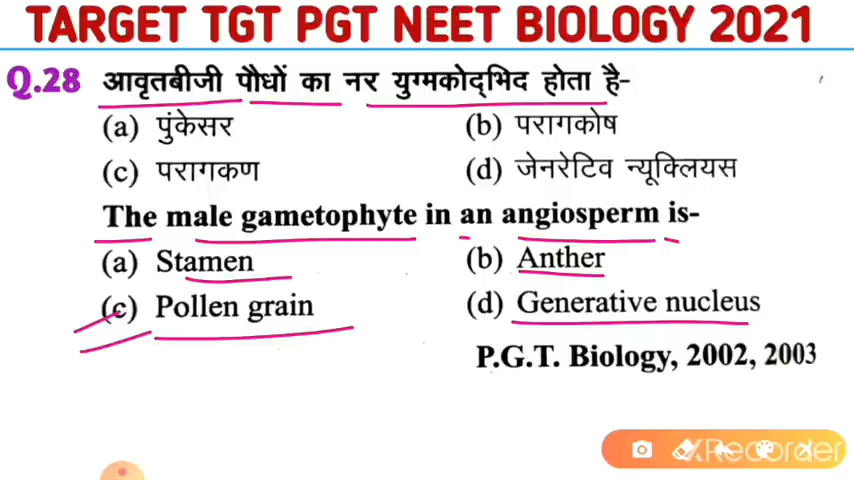 TARGET TGT PGT NEET BIOLOGY 2021
Q.28 आवृतबीजी पौधों का नर युग्मकोद्भिद होता है-
(a) पुंकेसर (b) परागकोष
(c) परागकण (d) जेनरेटिव न्यूक्लियस
The male gametophyte in an angiosperm is-
(a) Stamen (b) Anther
(c) Pollen grain (d) Generative nucleus
P.G.T. Biology, 2002, 2003
XRecorder